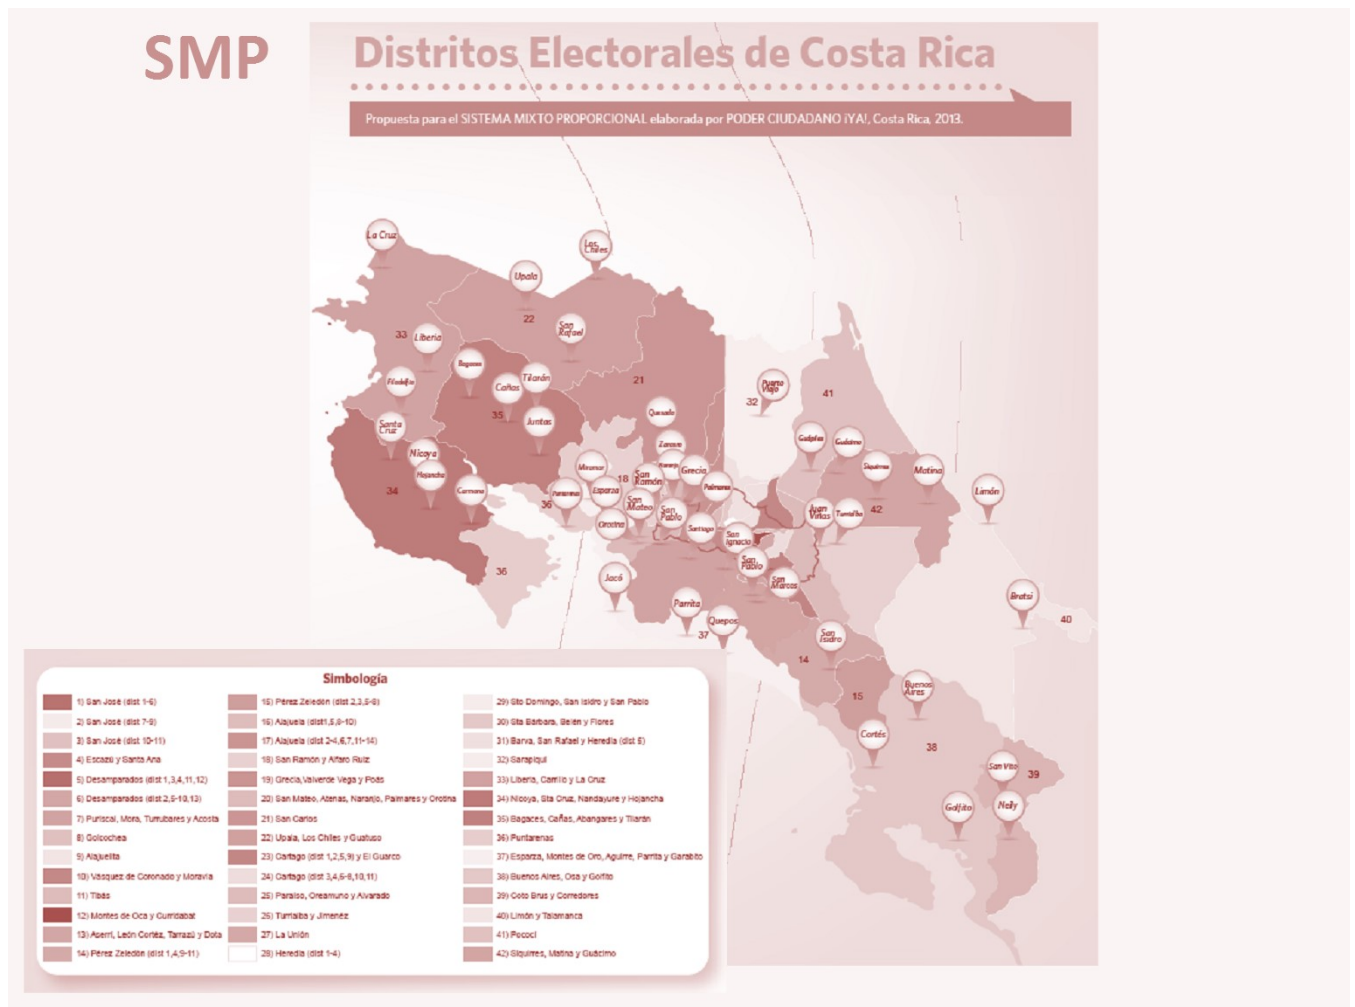 SMP
Distritos Electorales de Costa Rica
Propuesta para el SISTEMA MIXTO PROPORCIONAL elaborada por PODER CIUDADANO ¡YA!, Costa Rica, 2013.
La Cruz
Los Chiles
Upala
22
San Rafael
33
Liberia
Bagaces
Filadelfia
Cañas
Tilarán
21
Puerto Viejo
32
41
35
Juntas
Quesada
Santa Cruz
Zarcero
Guápiles
Guácimo
Nicoya
Naranjo
Grecia
Siquirres
Matina
Hojancha
Miramar
18
San Ramón
Palmares
34
Carmona
36
Puntarenas
Esparza
Limón
San Mateo
San Pablo
Juan Viñas
Turrialba
42
Orotina
Santiago
San Ignacio
36
Jacó
San Pablo
San Marcos
Parrita
Quepos
37
Bratsi
40
San Isidro
14
15
Buenos Aires
Cortés
38
San Vito
39
Golfito
Neily
Simbología
1) San José (dist 1-6)
2) San José (dist 7-9)
3) San José (dist 10-11)
4) Escazú y Santa Ana
5) Desamparados (dist 1,3,4,11,12)
6) Desamparados (dist.2,5-10,13)
7) Puriscal, Mora, Turrubares y Acosta
8) Goicochea
9) Alajuelita
10) Vásquez de Coronado y Moravia
11) Tibás
12) Montes de Oca y Curridabat
13) Aserrí, León Cortéz, Tarrazú y Dota
14) Pérez Zeledón (dist 1,4,9-11)
15) Pérez Zeledón (dist 2,3,5-8)
16) Alajuela (dist1,5,8-10)
17) Alajuela (dist 2-4,6,7,11-14)
18) San Ramón y Alfaro Ruiz
19) Grecia,Valverde Vega y Poás
20) San Mateo, Atenas, Naranjo, Palmares y Orotina
21) San Carlos
22) Upala, Los Chiles y Guatuso
23) Cartago (dist 1,2,5,9) y El Guarco
24) Cartago (dist 3,4,6-8,10,11)
25) Paraíso, Oreamuno y Alvarado
26) Turrialba y Jimenéz
27) La Unión
28) Heredia (dist 1-4)
29) Sto Domingo, San Isidro y San Pablo
30) Sta Bárbara, Belén y Flores
31) Barva, San Rafael y Heredia (dist 5)
32) Sarapiquí
33) Liberia, Carrillo y La Cruz
34) Nicoya, Sta Cruz, Nandayure y Hojancha
35) Bagaces, Cañas, Abangares y Tilarán
36) Puntarenas
37) Esparza, Montes de Oro, Aguirre, Parrita y Garabito
38) Buenos Aires, Osa y Golfito
39) Coto Brus y Corredores
40) Limón y Talamanca
41) Pococí
42) Siquirres, Matina y Guácimo